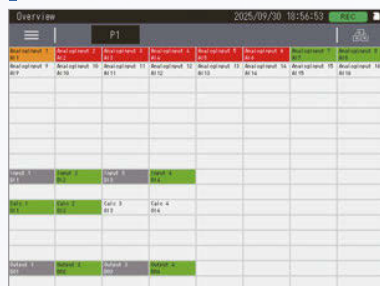 Overview 2025/09/30 18:56:53 REC
P1
AnalogInput 1 AnalogInput 2 AnalogInput 3 AnalogInput 4 AnalogInput 5 AnalogInput 6 AnalogInput 7 AnalogInput 8
AI1 AI2 AI3 AI4 AI5 AI6 AI7 AI8
AnalogInput 9 AnalogInput 10 AnalogInput 11 AnalogInput 12 AnalogInput 13 AnalogInput 14 AnalogInput 15 AnalogInput 16
AI9 AI10 AI11 AI12 AI13 AI14 AI15 AI16
Input 1 Input 2 Input 3 Input 4
DI1 DI2 DI3 DI4
Calc 1 Calc 2 Calc 3 Calc 4
Output 1 Output 2 Output 3 Output 4
DO1 DO2 DO3 DO4